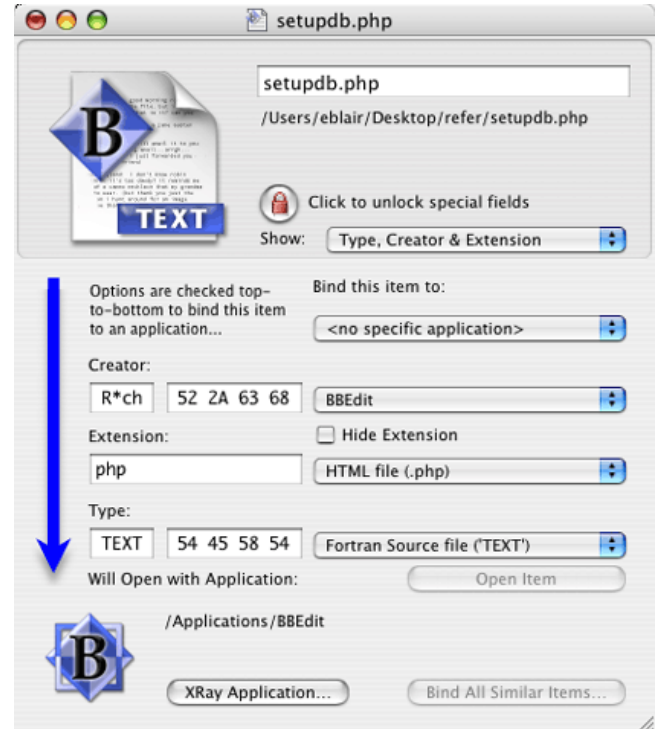 setupdb.php
setupdb.php
/Users/eblair/Desktop/refer/setupdb.php
B
TEXT
Click to unlock special fields
Show: Type, Creator & Extension
Options are checked top-
to-bottom to bind this item
to an application...
Bind this item to:
<no specific application>
Creator:
R*ch 52 2A 63 68 BBEdit
Extension: Hide Extension
php HTML file (.php)
Type:
TEXT 54 45 58 54 Fortran Source file ('TEXT')
Will Open with Application: Open Item
/Applications/BBEdit
B
XRay Application... Bind All Similar Items...